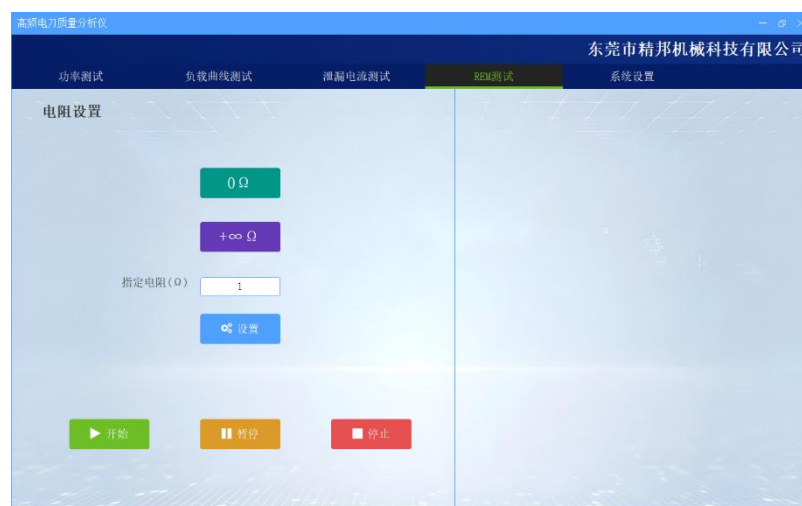 高频电刀质量分析仪
东莞市精邦机械科技有限公司
功率测试 负载曲线测试 泄漏电流测试 REM测试 系统设置
电阻设置
0 Ω
+∞ Ω
指定电阻(Ω) 1
设置
开始 暂停 停止